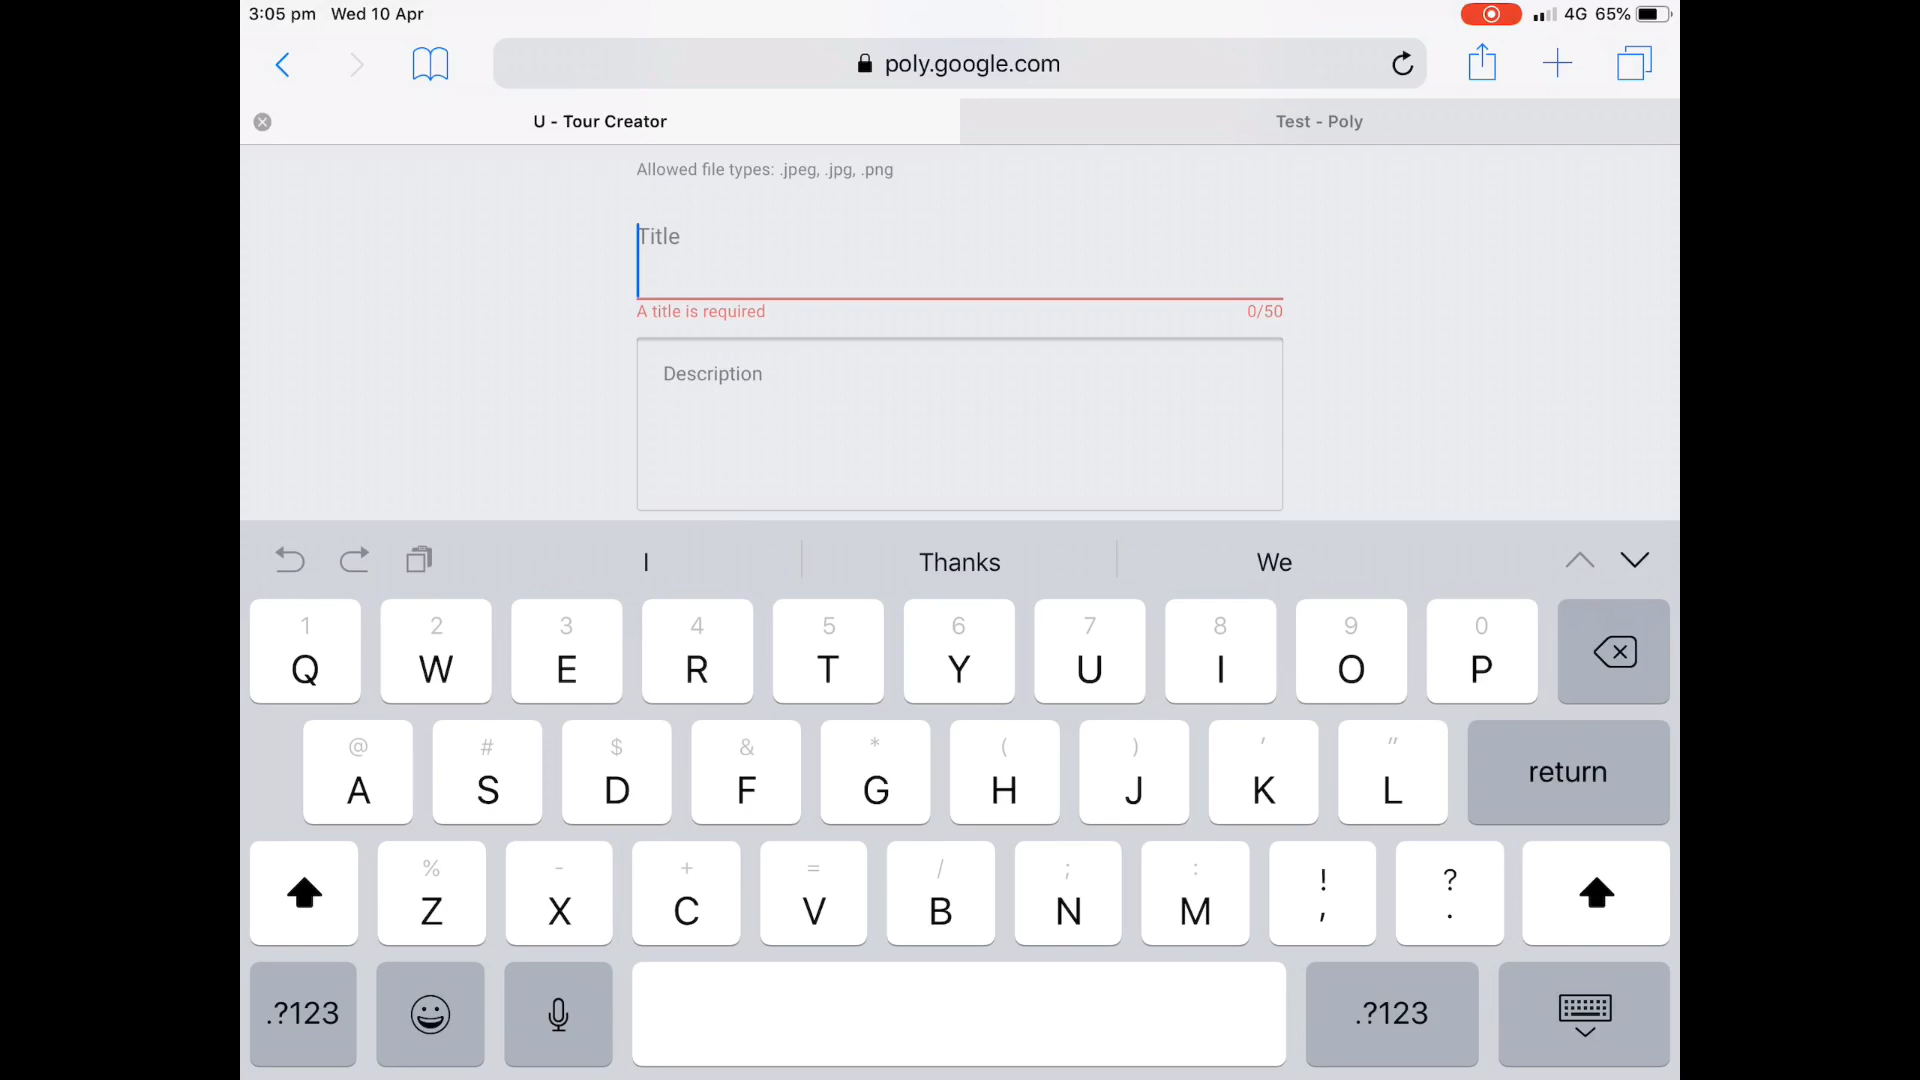 3:05 pm Wed 10 Apr 4G 65%
poly.google.com
U - Tour Creator Test - Poly
Allowed file types: .jpeg, .jpg, .png
Title
A title is required 0/50
Description
I Thanks We
1 2 3 4 5 6 7 8 9 0
Q W E R T Y U I O P
@ # $ & * ( ) ' "
A S D F G H J K L return
% - + = / ; : ! ?
Z X C V B N M , .
.?123 .?123